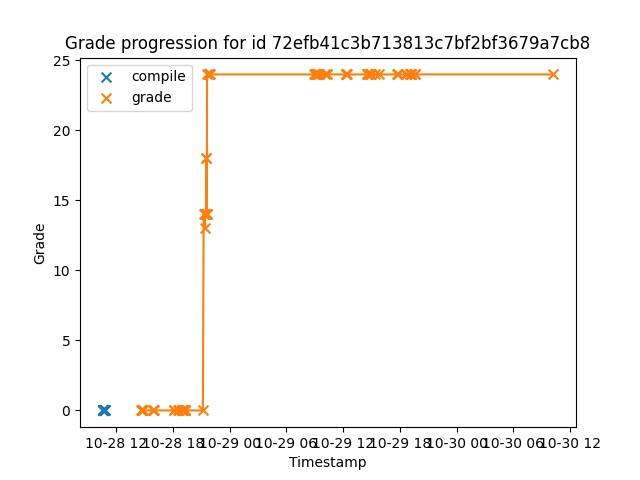 Grade progression for id 72efb41c3b713813c7bf2bf3679a7cb8
compile
grade
25
20
15
10
5
0
Grade
10-28 12 10-28 18 10-29 00 10-29 06 10-29 12 10-29 18 10-30 00 10-30 06 10-30 12
Timestamp